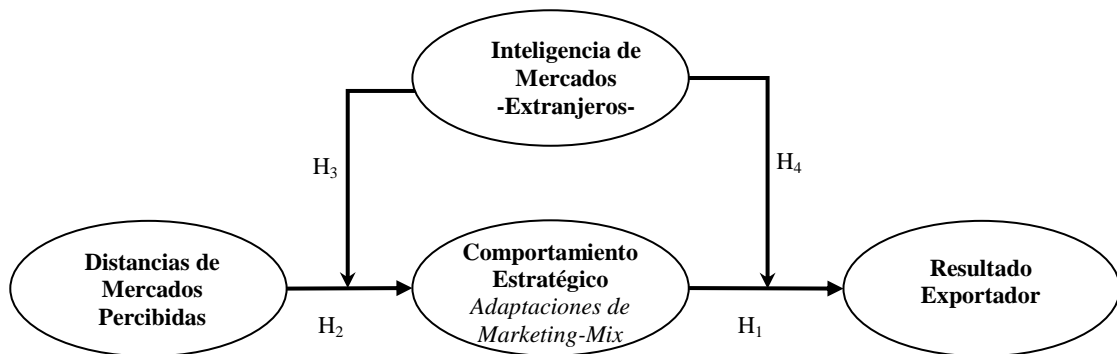 Inteligencia de
Mercados
-Extranjeros-
H3
H4
Distancias de
Mercados
Percibidas
H2
Comportamiento
Estratégico
Adaptaciones de
Marketing-Mix
H1
Resultado
Exportador